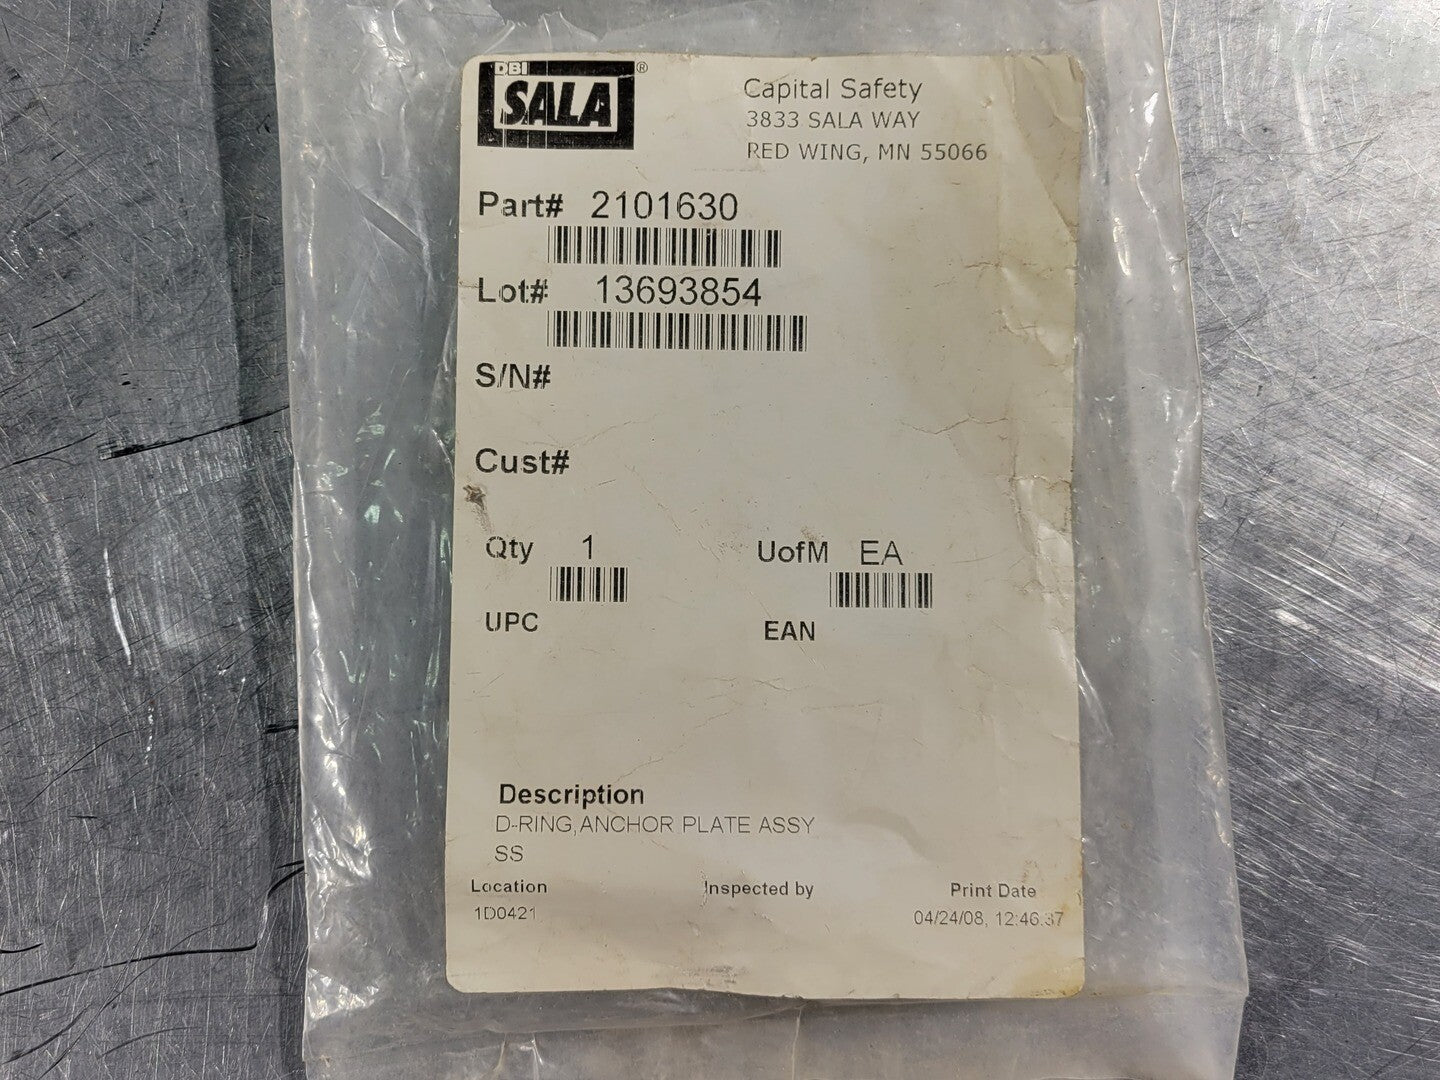 DBI
SALA ®
Capital Safety
3833 SALA WAY
RED WING, MN 55066
Part# 2101630
Lot# 13693854
S/N#
Cust#
Qty 1 UofM EA
UPC EAN
Description
D-RING,ANCHOR PLATE ASSY
SS
Location Inspected by Print Date
1D0421 04/24/08, 12:46:37